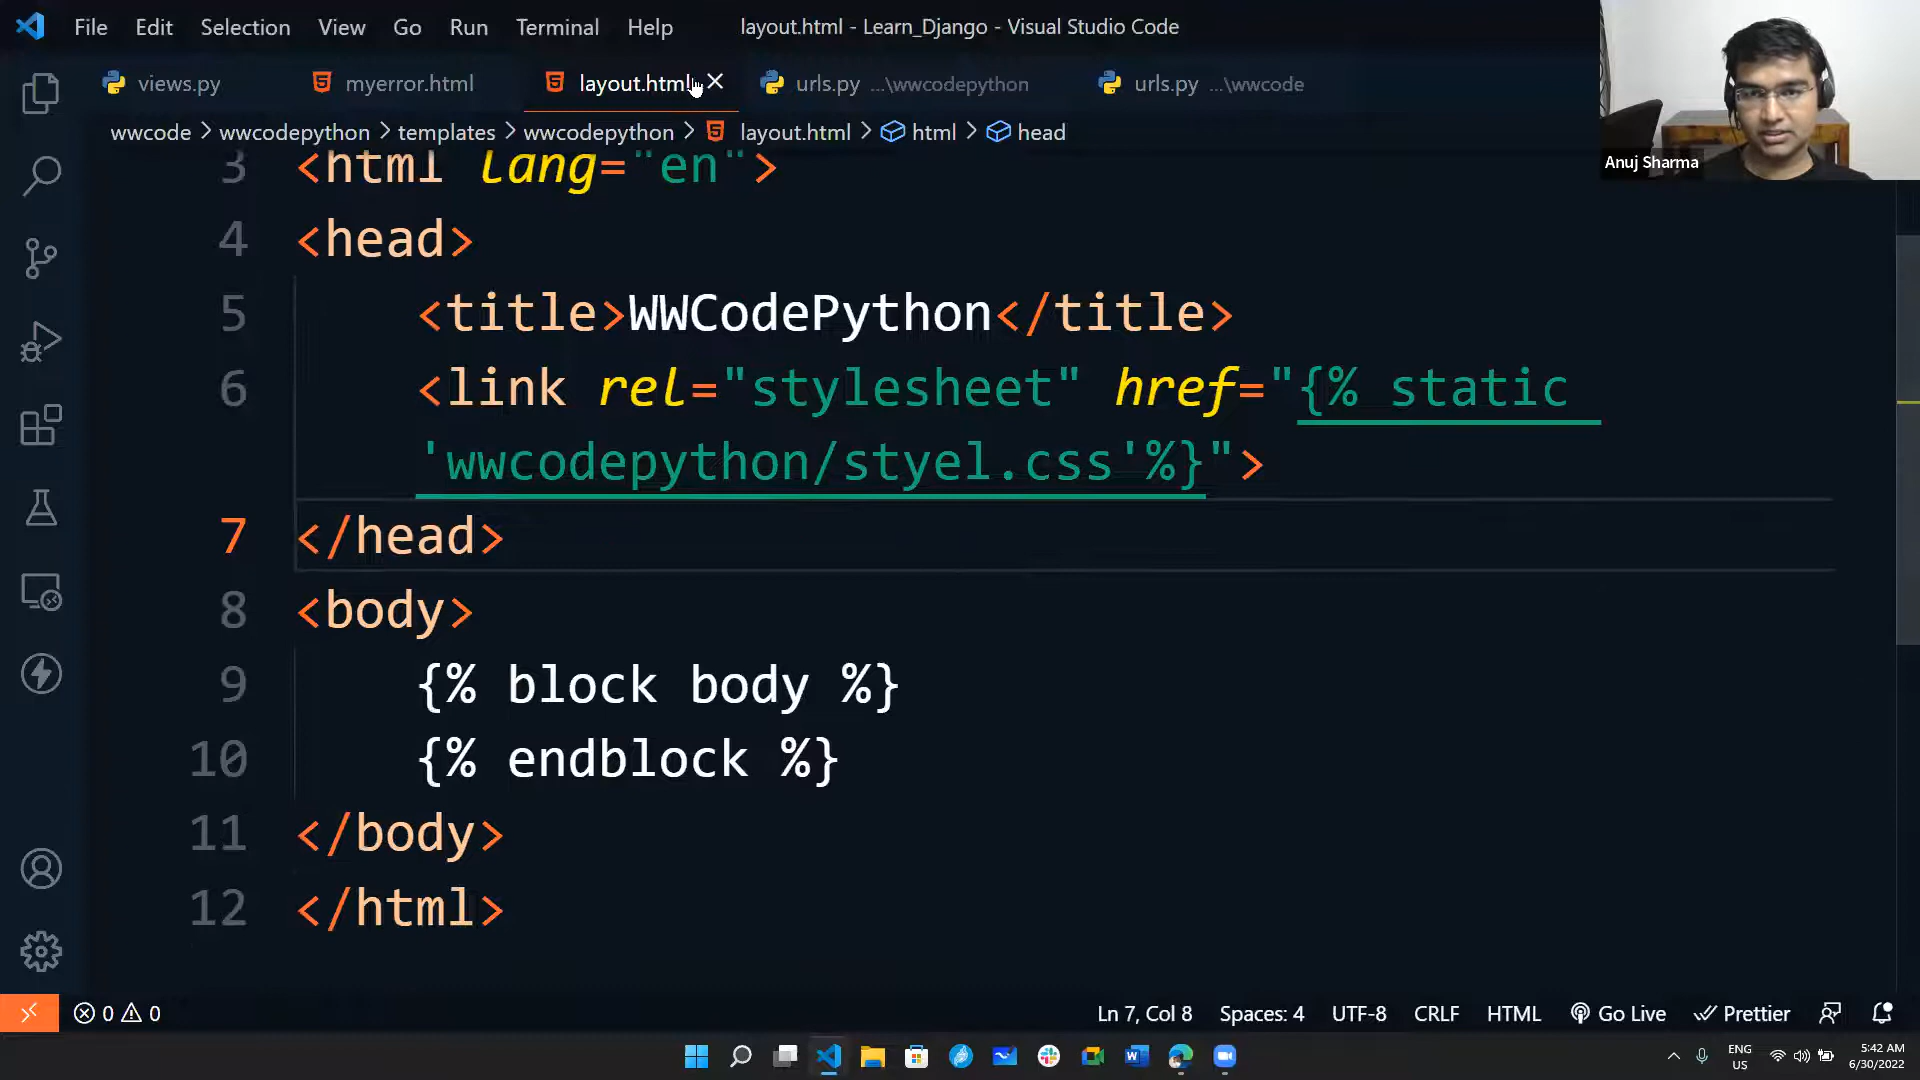 File Edit Selection View Go Run Terminal Help layout.html - Learn_Django - Visual Studio Code
views.py myerror.html layout.html urls.py ...\wwcodepython urls.py ...\wwcode
wwcode > wwcodepython > templates > wwcodepython > layout.html > html > head
Anuj Sharma
3 <html lang="en">
4 <head>
5 <title>WWCodePython</title>
6 <link rel="stylesheet" href="{% static
'wwcodepython/styel.css'%}">
7 </head>
8 <body>
9 {% block body %}
10 {% endblock %}
11 </body>
12 </html>
0 0 Ln 7, Col 8 Spaces: 4 UTF-8 CRLF HTML Go Live Prettier
ENG
US
5:42 AM
6/30/2022